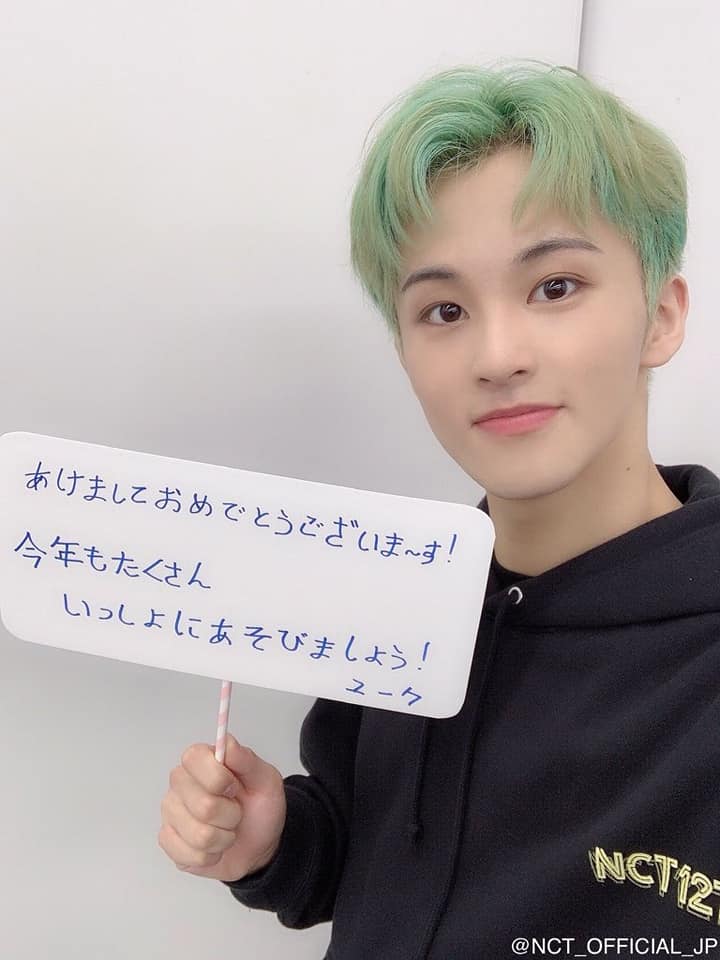 あけましておめでとうございま~す!
今年もたくさん
いっしょにあそびましょう!
ユーク
NCT127
@NCT_OFFICIAL_JP